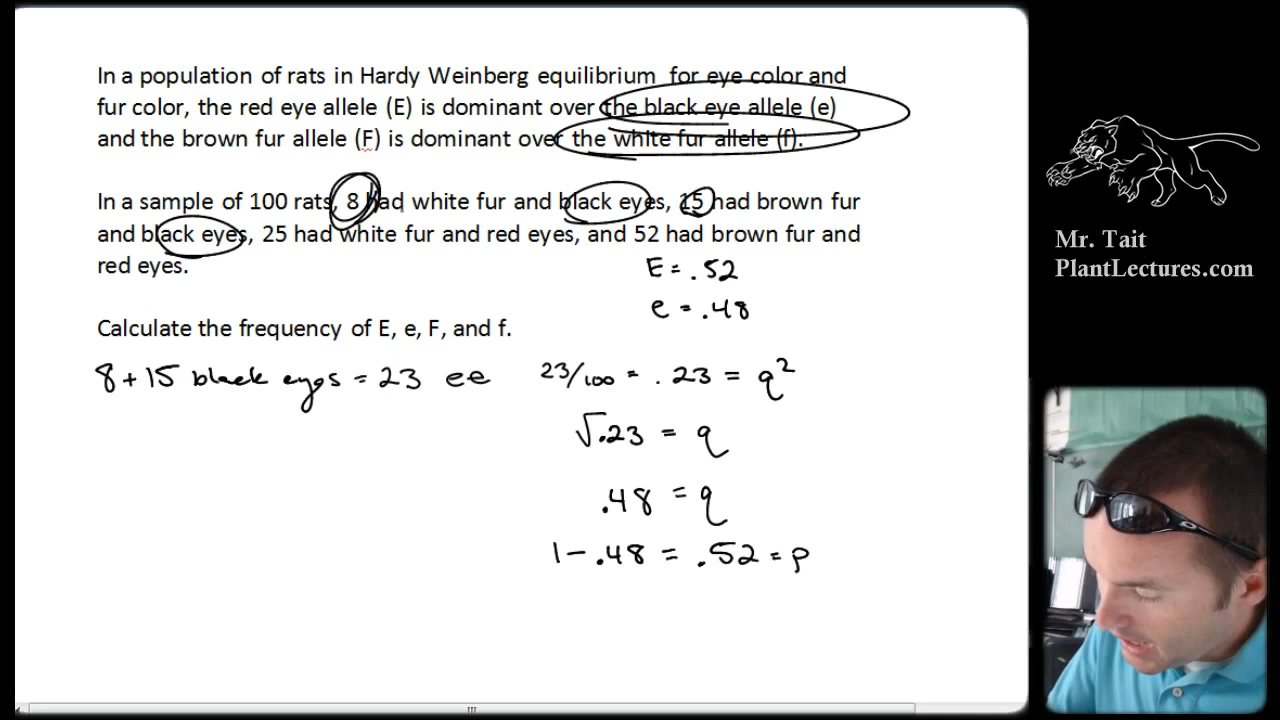 In a population of rats in Hardy Weinberg equilibrium for eye color and
fur color, the red eye allele (E) is dominant over the black eye allele (e)
and the brown fur allele (F) is dominant over the white fur allele (f).
In a sample of 100 rats, 8 had white fur and black eyes, 15 had brown fur
and black eyes, 25 had white fur and red eyes, and 52 had brown fur and
red eyes.
E = .52
e = .48
Calculate the frequency of E, e, F, and f.
8 + 15 black eyes = 23 ee 23/100 = .23 = q²
√.23 = q
.48 = q
1 - .48 = .52 = p
Mr. Tait
PlantLectures.com